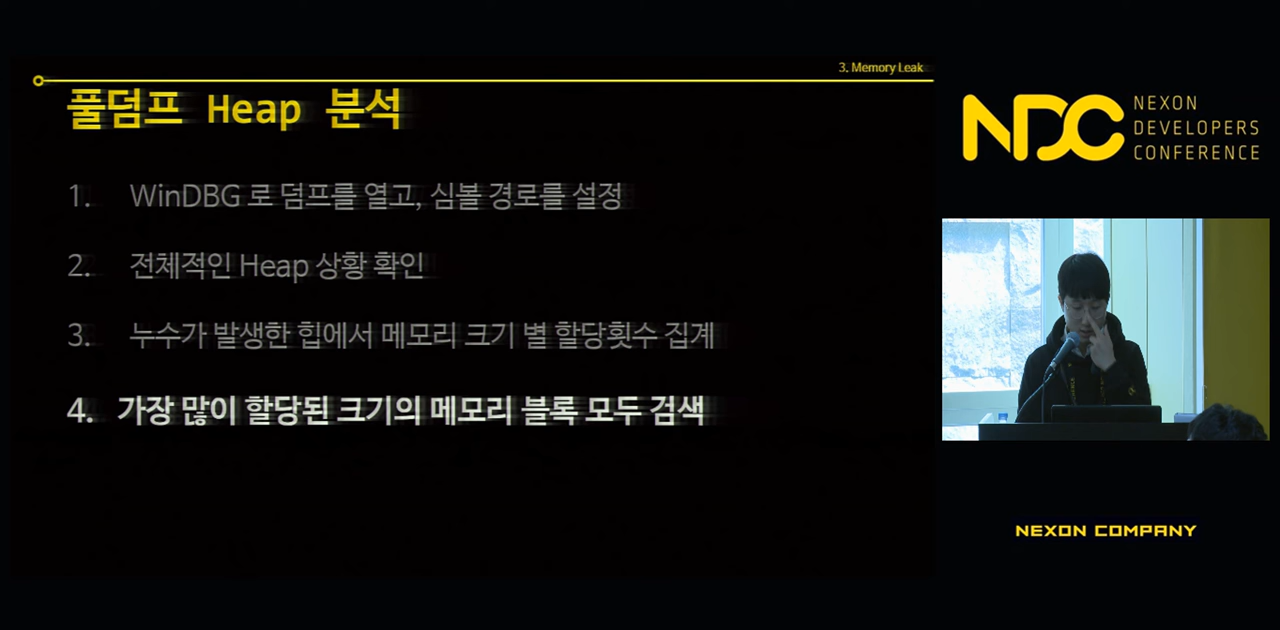 3. Memory Leak
풀덤프 Heap 분석
1. WinDBG 로 덤프를 열고, 심볼 경로를 설정
2. 전체적인 Heap 상황 확인
3. 누수가 발생한 힙에서 메모리 크기 별 할당횟수 집계
4. 가장 많이 할당된 크기의 메모리 블록 모두 검색
NDC
NEXON
DEVELOPERS
CONFERENCE
NEXON COMPANY